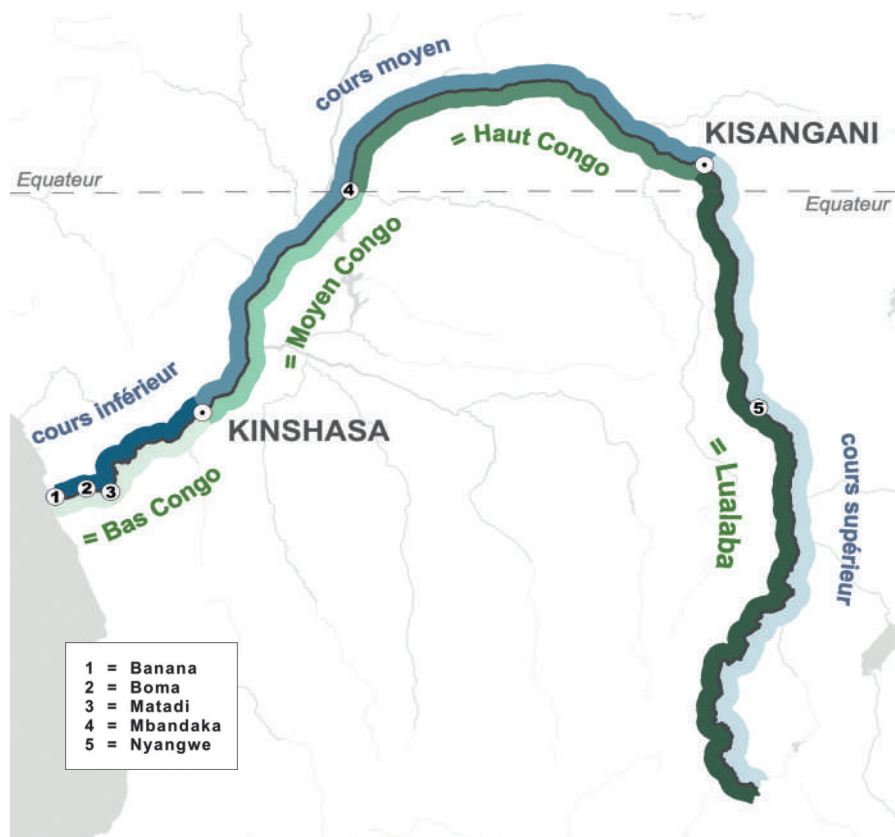 cours moyen
= Haut Congo
KISANGANI
Equateur
4
Equateur
= Moyen Congo
cours inférieur
KINSHASA
5
1
2
3
= Bas Congo
= Lualaba
cours supérieur
1 = Banana
2 = Boma
3 = Matadi
4 = Mbandaka
5 = Nyangwe